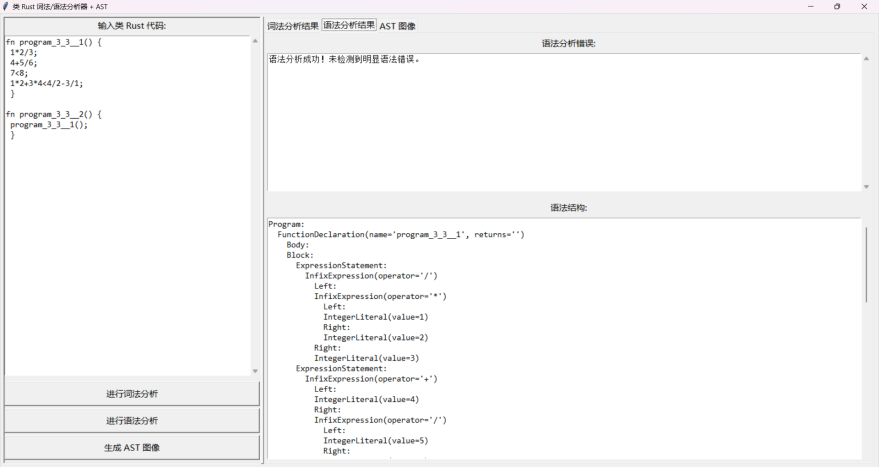 类 Rust 词法/语法分析器 + AST
输入类 Rust 代码:
fn program_3_3__1() {
 1*2/3;
 4+5/6;
 7<8;
 1*2+3*4<4/2-3/1;
 }

fn program_3_3__2() {
 program_3_3__1();
 }
进行词法分析
进行语法分析
生成 AST 图像
词法分析结果 语法分析结果 AST 图像
语法分析错误:
语法分析成功! 未检测到明显语法错误。
语法结构:
Program:
  FunctionDeclaration(name='program_3_3__1', returns='')
    Body:
    Block:
      ExpressionStatement:
        InfixExpression(operator='/')
          Left:
          InfixExpression(operator='*')
            Left:
            IntegerLiteral(value=1)
            Right:
            IntegerLiteral(value=2)
          Right:
          IntegerLiteral(value=3)
      ExpressionStatement:
        InfixExpression(operator='+')
          Left:
          IntegerLiteral(value=4)
          Right:
          InfixExpression(operator='/')
            Left:
            IntegerLiteral(value=5)
            Right: